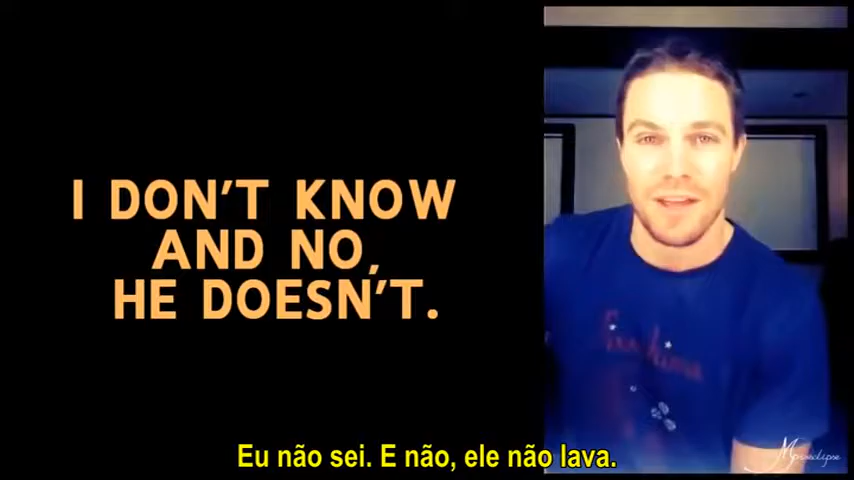 I DON'T KNOW
AND NO,
HE DOESN'T.
Eu não sei. E não, ele não lava.